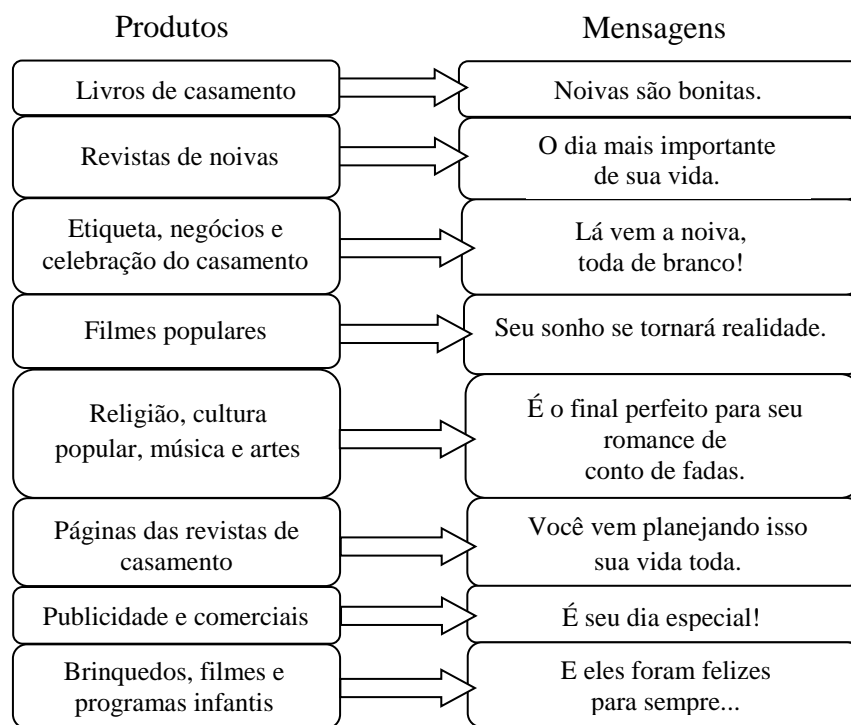 Produtos
Mensagens
Livros de casamento
Noivas são bonitas.
Revistas de noivas
O dia mais importante
de sua vida.
Etiqueta, negócios e
celebração do casamento
Lá vem a noiva,
toda de branco!
Filmes populares
Seu sonho se tornará realidade.
Religião, cultura
popular, música e artes
É o final perfeito para seu
romance de
conto de fadas.
Páginas das revistas de
casamento
Você vem planejando isso
sua vida toda.
Publicidade e comerciais
É seu dia especial!
Brinquedos, filmes e
programas infantis
E eles foram felizes
para sempre...